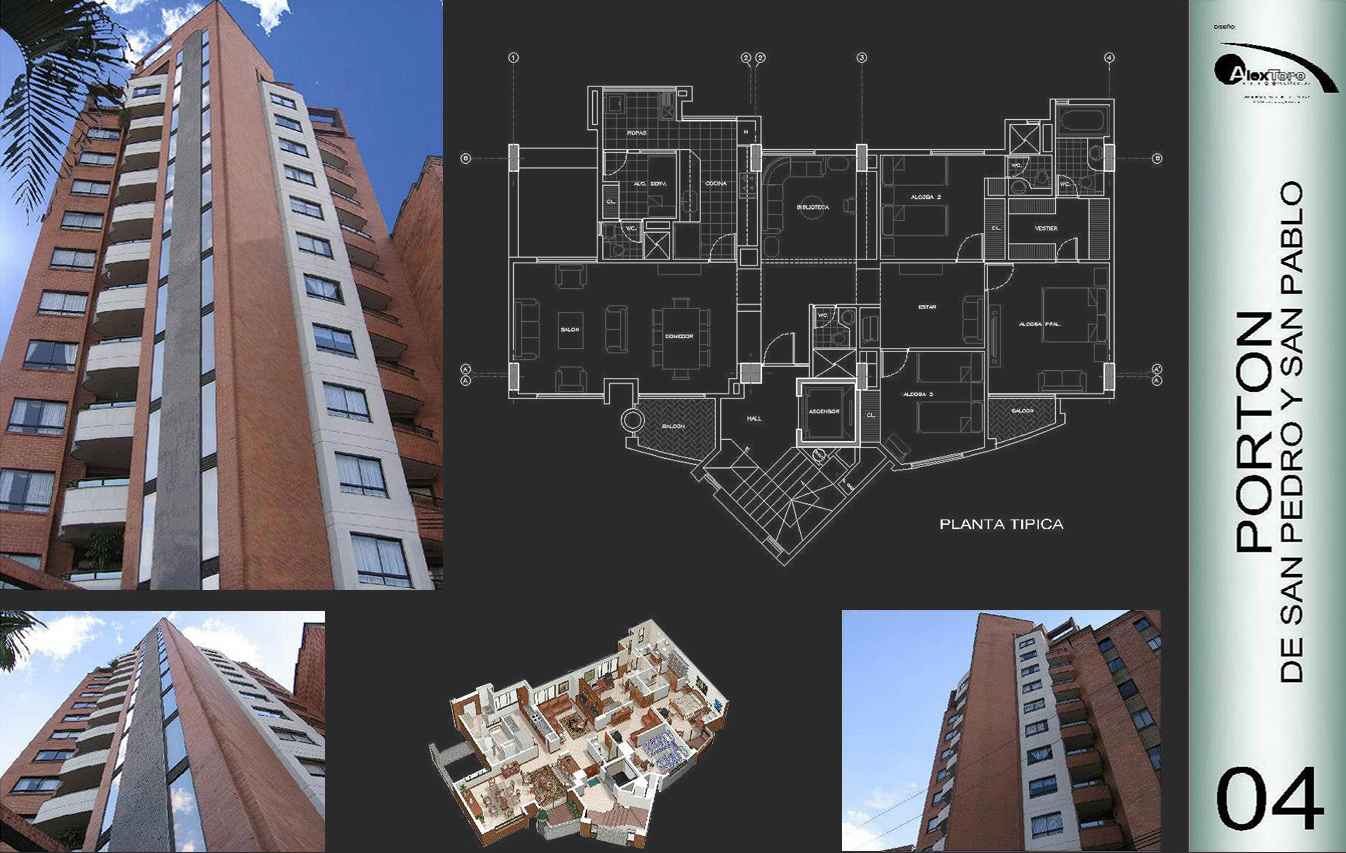 1
2
2'
3
4
B
B
ROPAS
H
ALC. SERV.
COCINA
CL.
WC.
BIBLIOTECA
ALCOBA 2
WC.
WC.
CL.
VESTIER
SALON
COMEDOR
WC.
ESTAR
ALCOBA PPAL.
A'
A
A'
A
BALCON
HALL
ASCENSOR
CL.
ALCOBA 3
BALCON
PLANTA TIPICA
DISEÑO:
AlexToro
PORTON
DE SAN PEDRO Y SAN PABLO
04